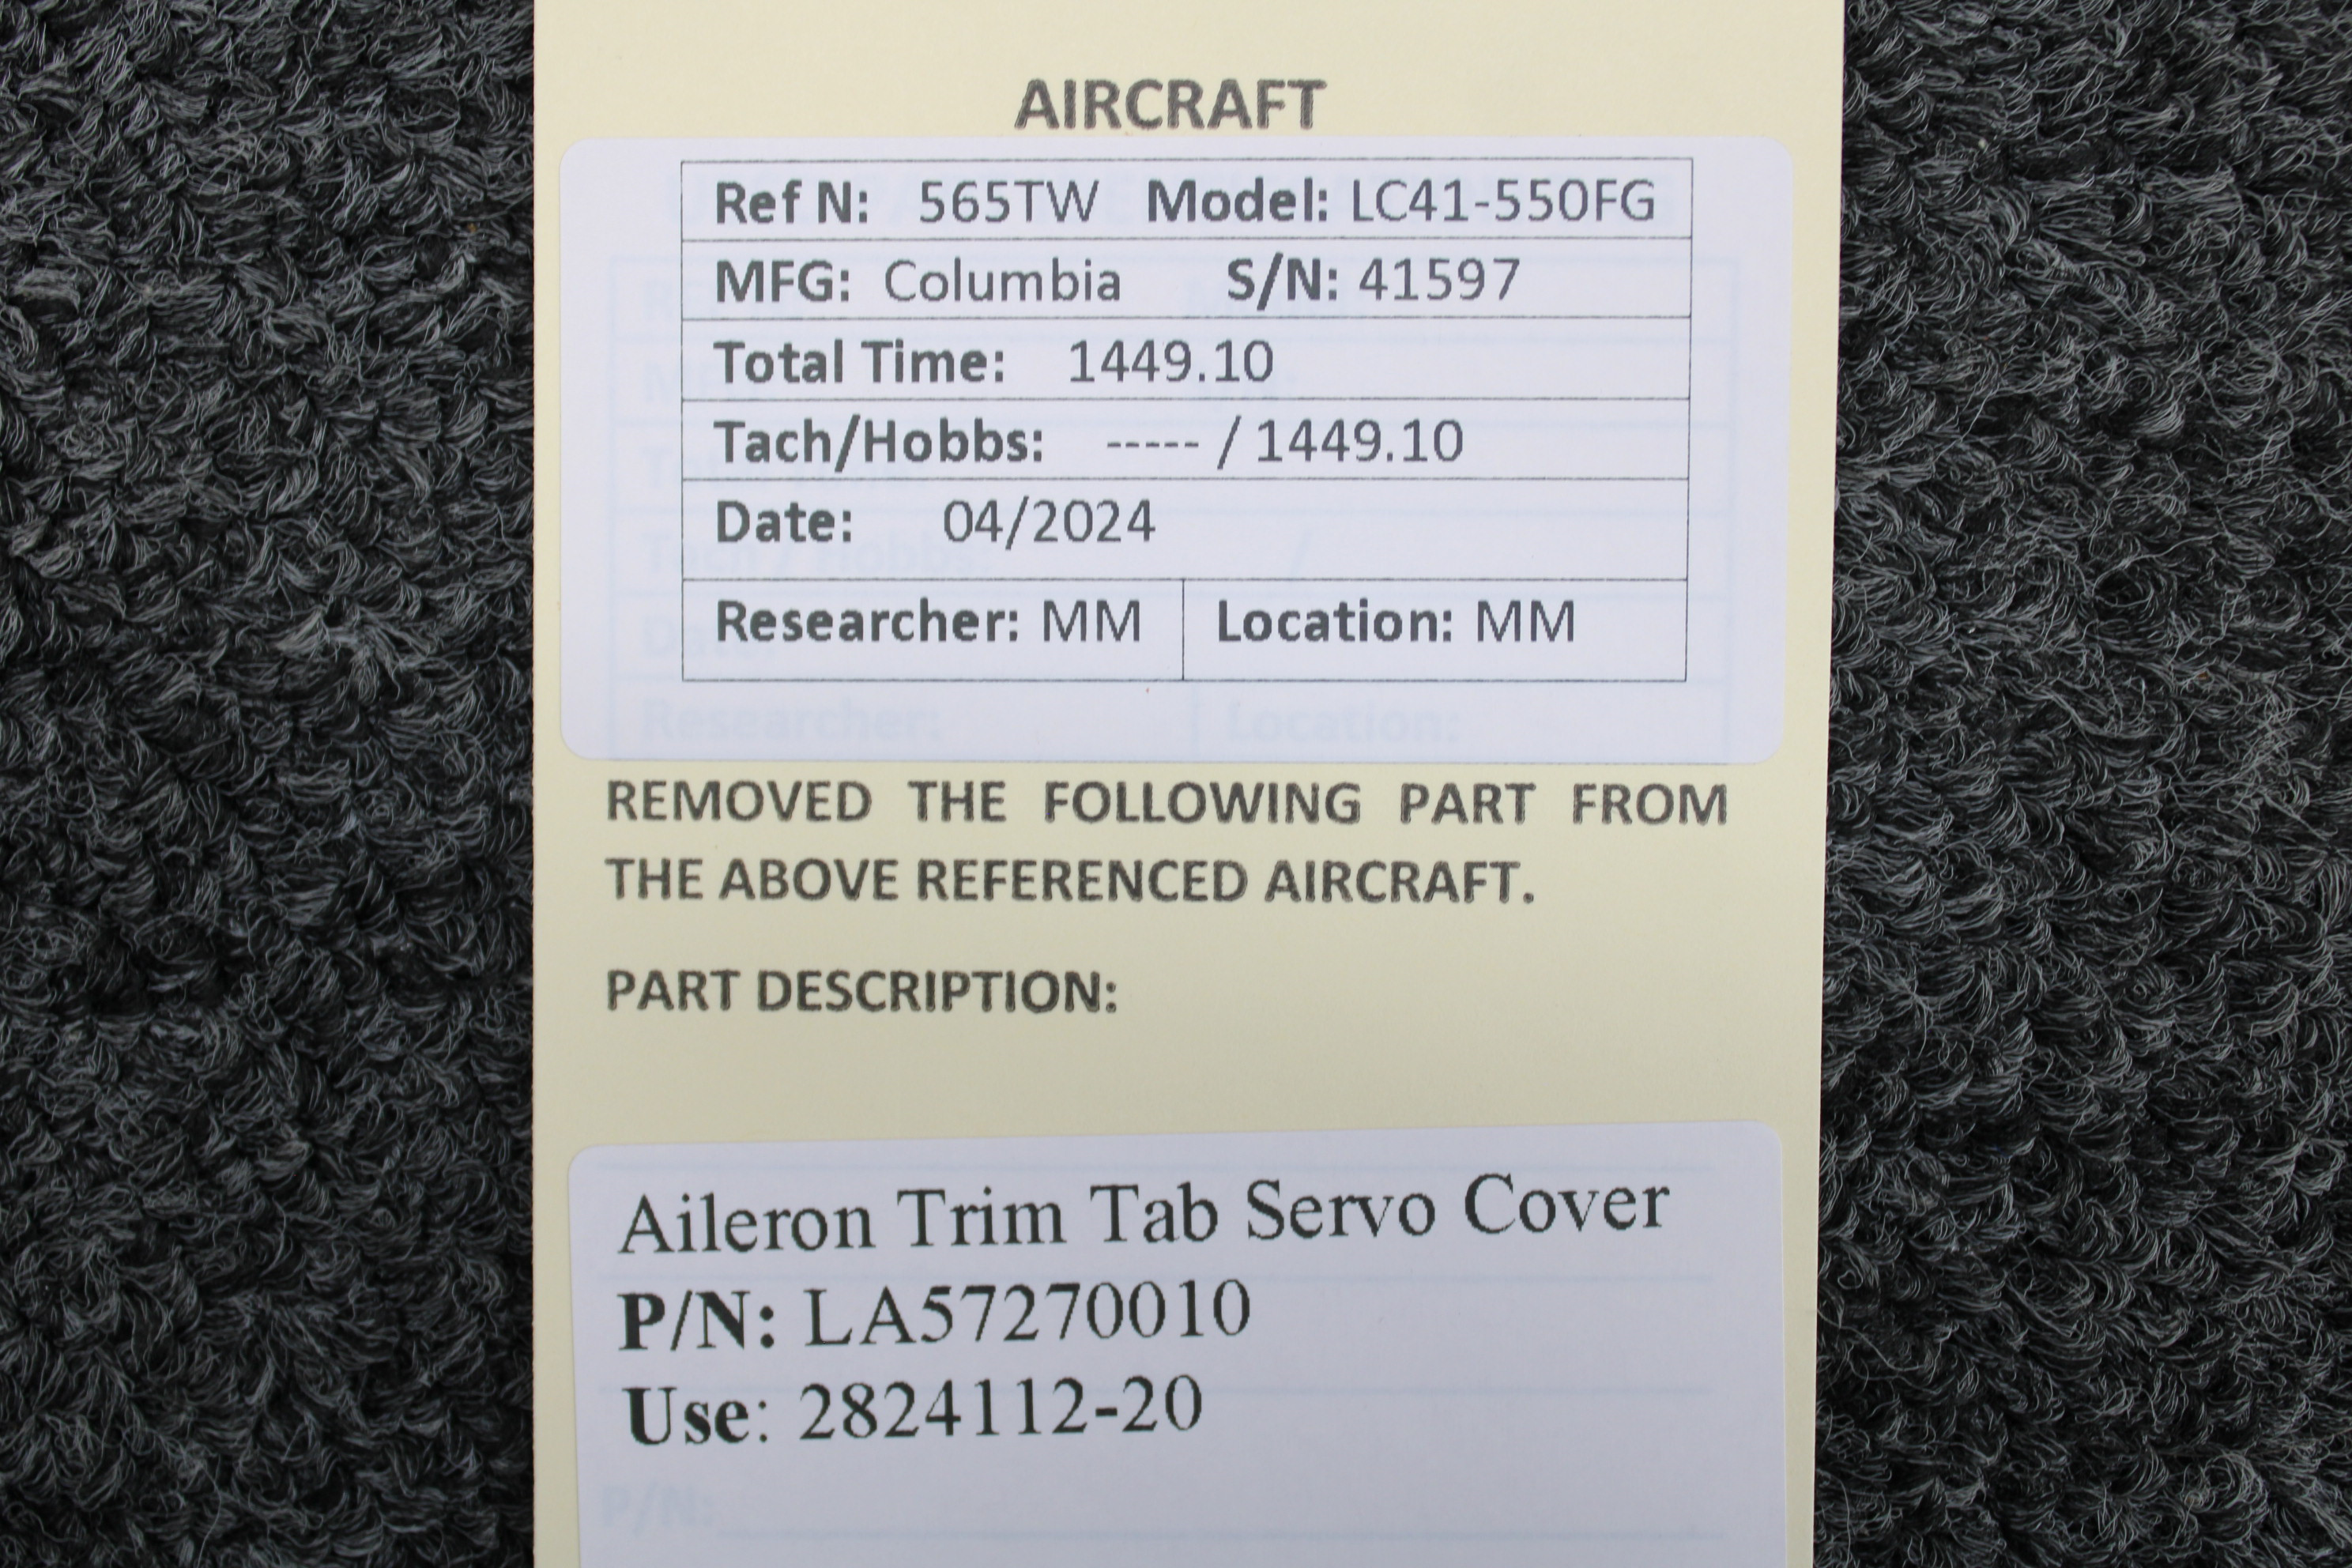 AIRCRAFT
Ref N: 565TW Model: LC41-550FG
MFG: Columbia S/N: 41597
Total Time: 1449.10
Tach/Hobbs: ----- / 1449.10
Date: 04/2024
Researcher: MM Location: MM
Researcher: Location:
REMOVED THE FOLLOWING PART FROM
THE ABOVE REFERENCED AIRCRAFT.
PART DESCRIPTION:
Aileron Trim Tab Servo Cover
P/N: LA57270010
Use: 2824112-20
P/N: